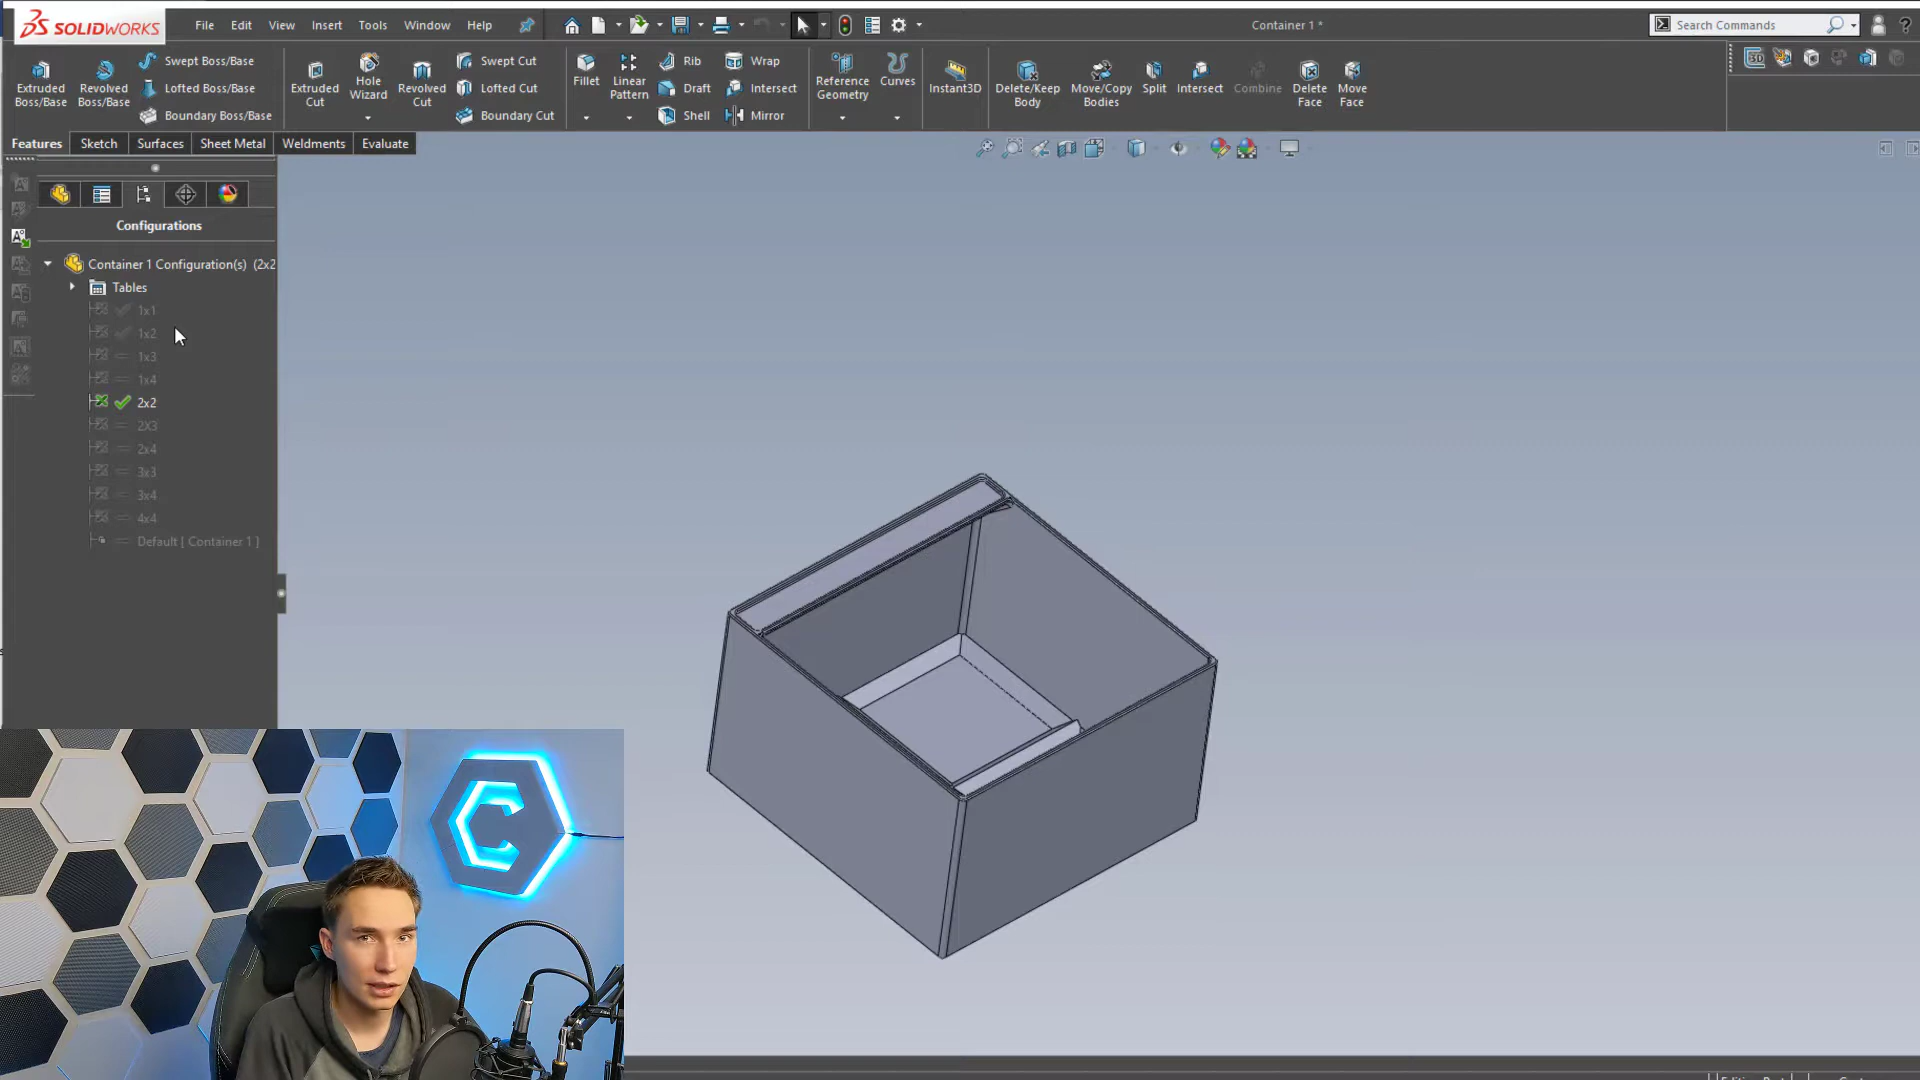 SOLIDWORKS File Edit View Insert Tools Window Help Container 1 * Search Commands ?
Extruded Boss/Base Revolved Boss/Base Swept Boss/Base Lofted Boss/Base Boundary Boss/Base
Extruded Cut Hole Wizard Revolved Cut Swept Cut Lofted Cut Boundary Cut
Fillet Linear Pattern Rib Draft Shell Wrap Intersect Mirror
Reference Geometry Curves Instant3D Delete/Keep Body Move/Copy Bodies Split Intersect Combine Delete Face Move Face
Features Sketch Surfaces Sheet Metal Weldments Evaluate
Configurations
Container 1 Configuration(s) (2x2
Tables
1x1
1x2
1x3
1x4
2x2
2X3
2x4
3x3
3x4
4x4
Default [ Container 1 ]